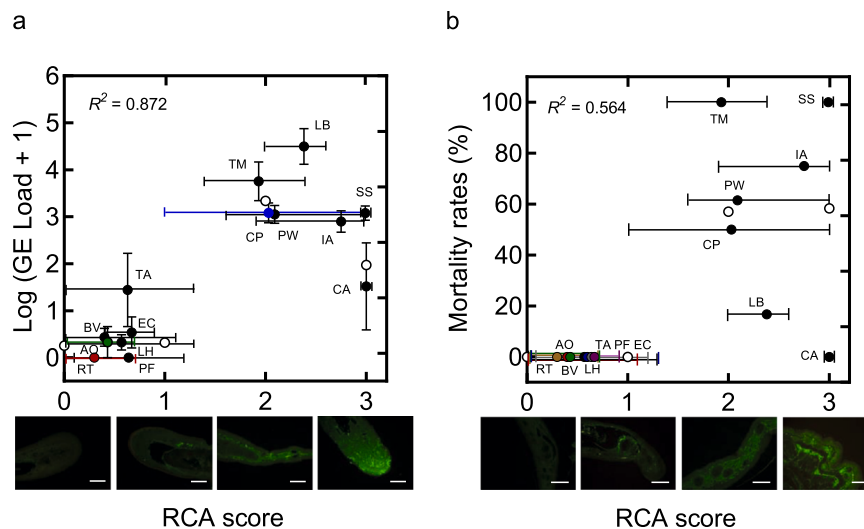 a
b
6
5
4
3
2
1
0
Log (GE Load + 1)
R² = 0.872
LB
TM
SS
CP
PW
IA
CA
TA
BV
EC
AO
LH
RT
PF
0
1
2
3
RCA score
100
80
60
40
20
0
Mortality rates (%)
R² = 0.564
TM
SS
IA
PW
CP
LB
CA
AO
TA PF EC
RT
BV
LH
0
1
2
3
RCA score